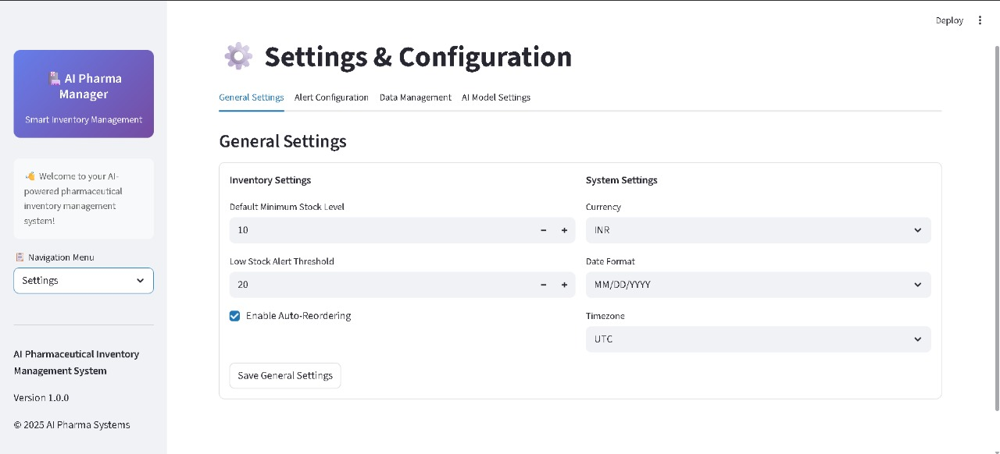 Deploy
AI Pharma
Manager
Smart Inventory Management
Welcome to your AI-
powered pharmaceutical
inventory management
system!
Navigation Menu
Settings
AI Pharmaceutical Inventory
Management System
Version 1.0.0
© 2025 AI Pharma Systems
Settings & Configuration
General Settings Alert Configuration Data Management AI Model Settings
General Settings
Inventory Settings
Default Minimum Stock Level
10
Low Stock Alert Threshold
20
Enable Auto-Reordering
Save General Settings
System Settings
Currency
INR
Date Format
MM/DD/YYYY
Timezone
UTC